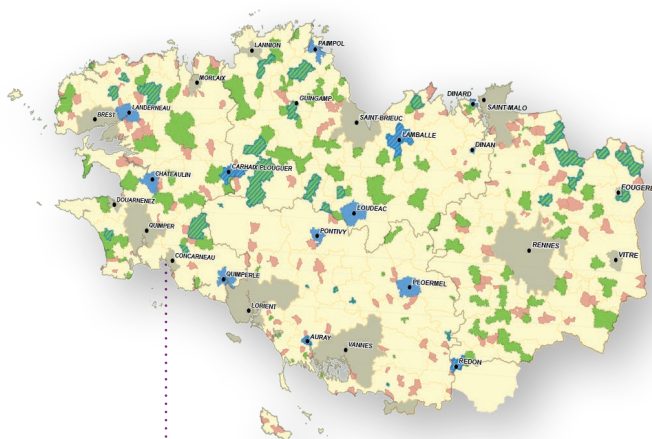 LANNION
PAIMPOL
MORLAIX
GUINGAMP
LANDERNEAU
BREST
SAINT-BRIEUC
DINARD
SAINT-MALO
LAMBALLE
DINAN
CARHAIX-PLOUGUER
CHATEAULIN
FOUGERE
DOUARNENEZ
LOUDEAC
QUIMPER
PONTIVY
RENNES
VITRE
CONCARNEAU
QUIMPERLE
PLOERMEL
LORIENT
AURAY
VANNES
REDON